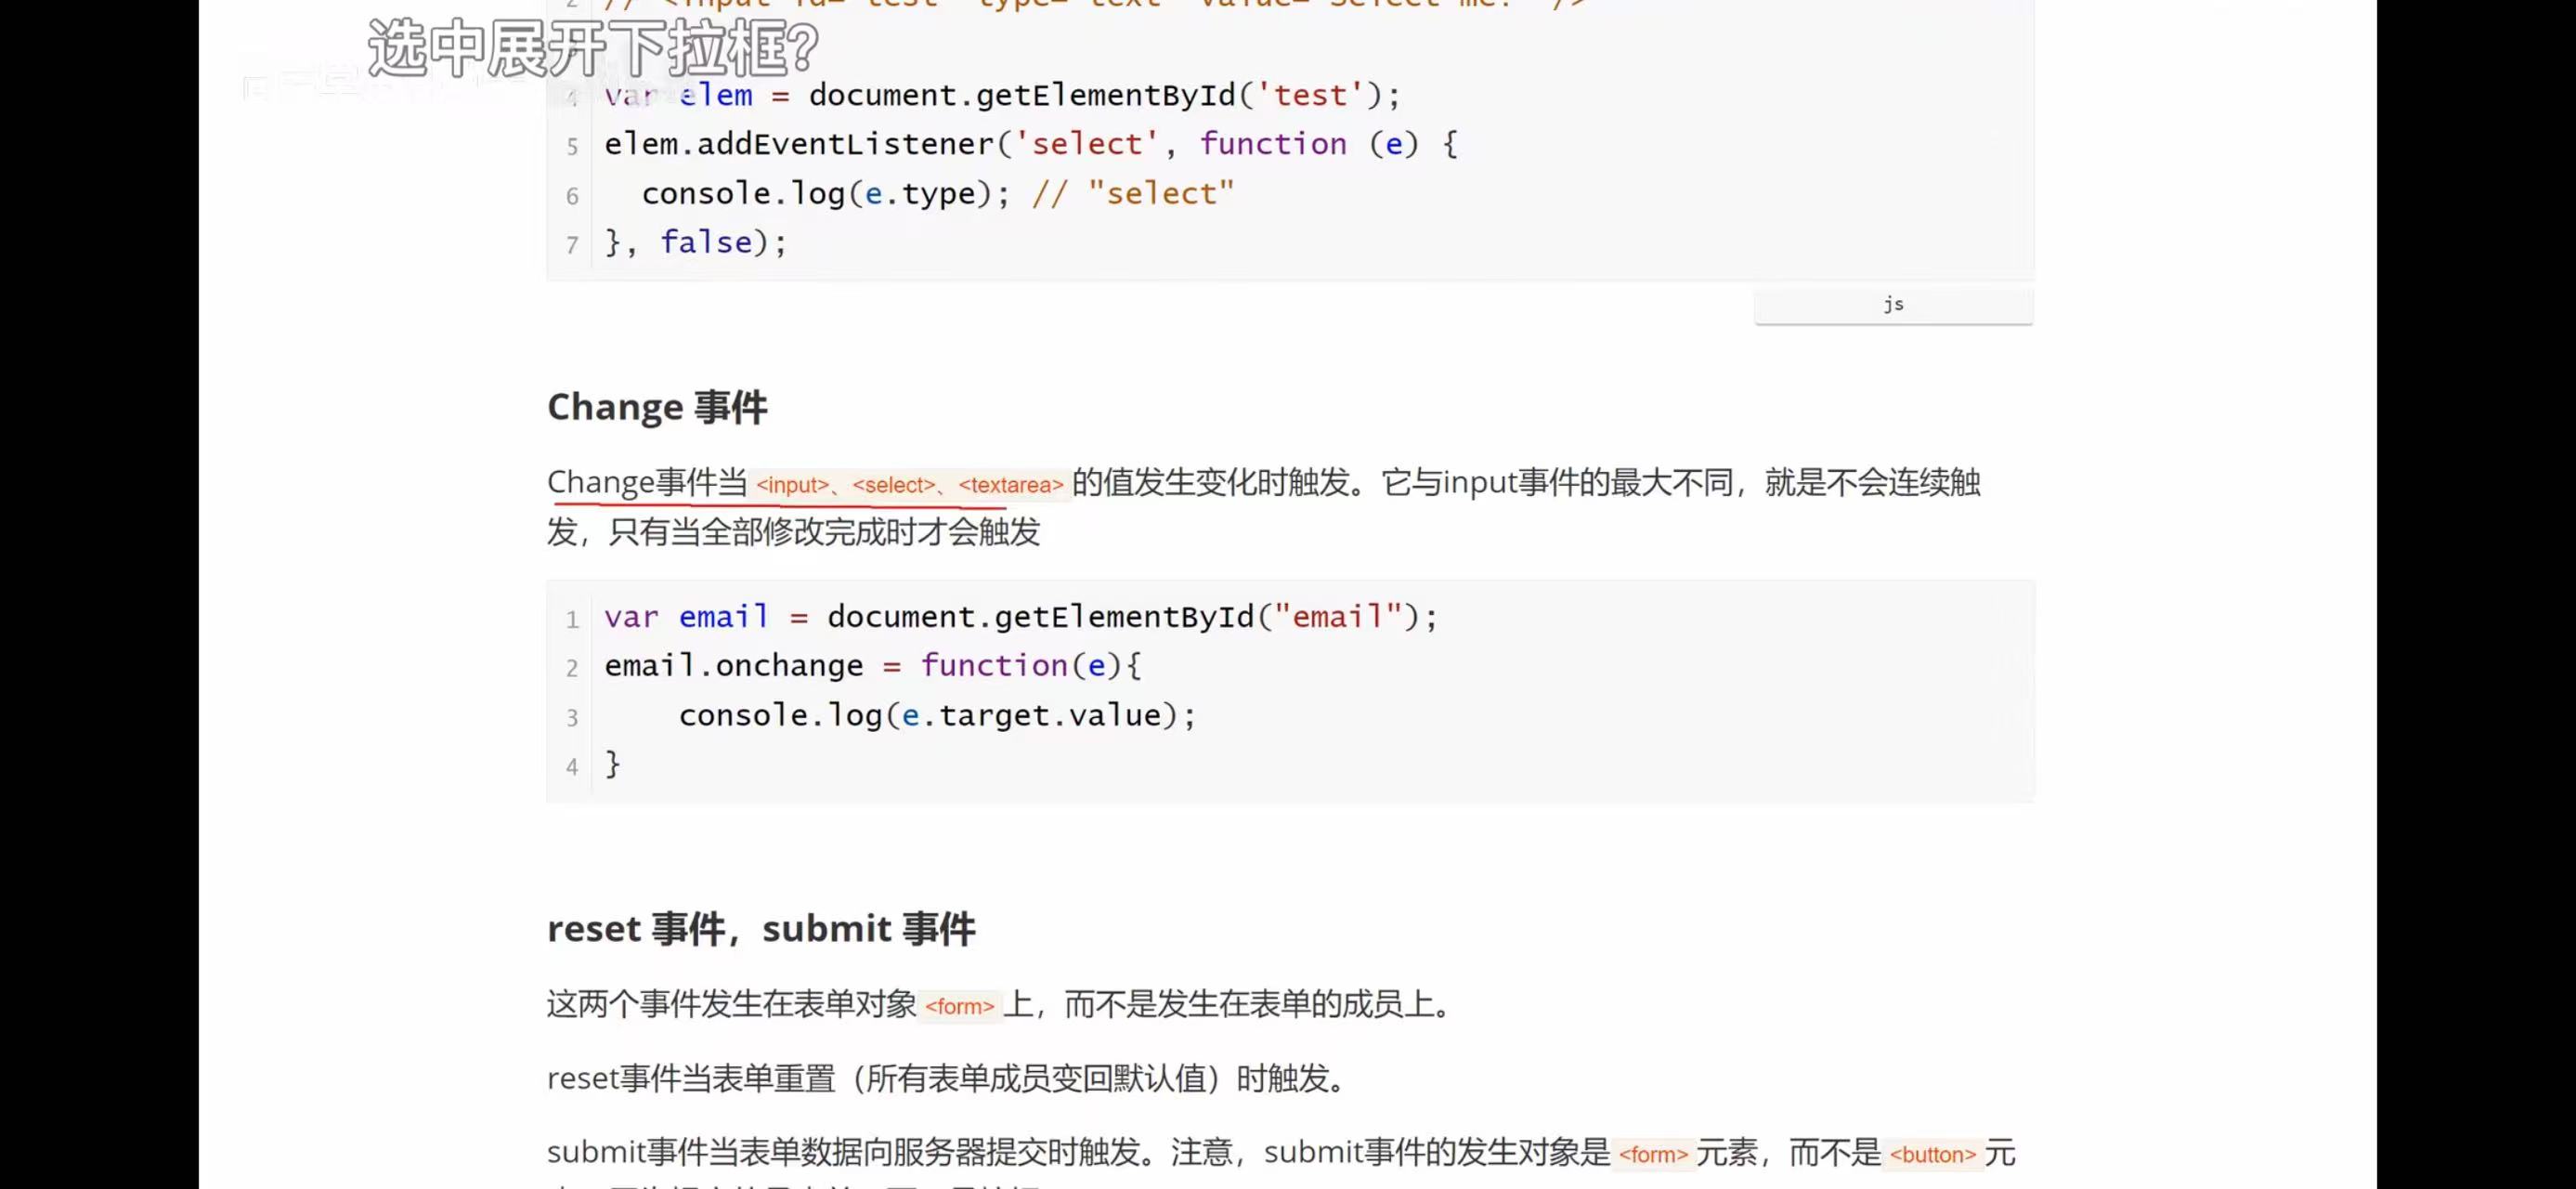 2 // <input id="test" type="text" value="Select me!" />
选中展开下拉框?
4 var elem = document.getElementById('test');
5 elem.addEventListener('select', function (e) {
6 console.log(e.type); // "select"
7 }, false);
js
Change 事件
Change事件当 <input>、<select>、<textarea> 的值发生变化时触发。它与input事件的最大不同，就是不会连续触
发，只有当全部修改完成时才会触发
1 var email = document.getElementById("email");
2 email.onchange = function(e){
3 console.log(e.target.value);
4 }
reset 事件，submit 事件
这两个事件发生在表单对象 <form> 上，而不是发生在表单的成员上。
reset事件当表单重置（所有表单成员变回默认值）时触发。
submit事件当表单数据向服务器提交时触发。注意，submit事件的发生对象是 <form> 元素，而不是 <button> 元